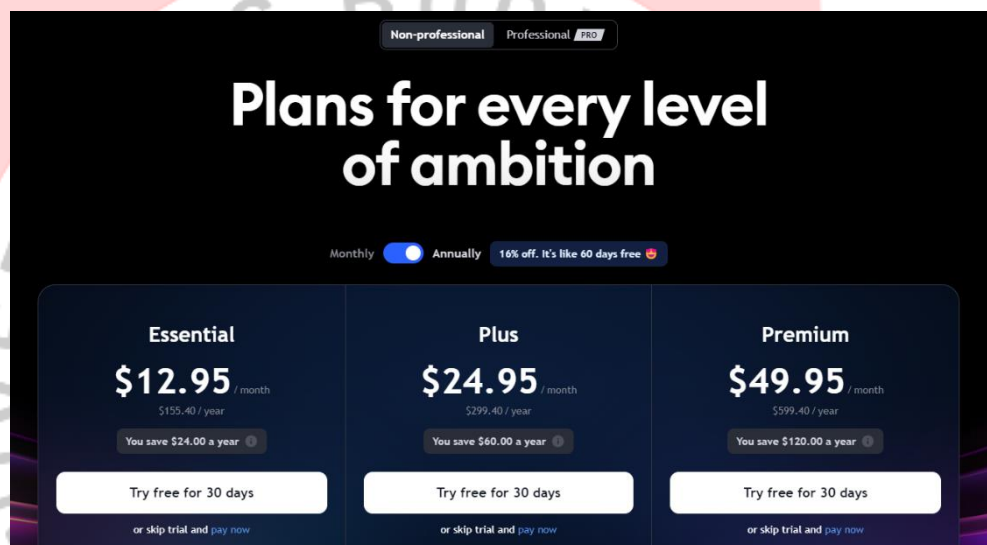 Non-professional Professional PRO
Plans for every level
of ambition
Monthly Annually 16% off. It's like 60 days free
Essential
$12.95 / month
$155.40 / year
You save $24.00 a year
Try free for 30 days
or skip trial and pay now
Plus
$24.95 / month
$299.40 / year
You save $60.00 a year
Try free for 30 days
or skip trial and pay now
Premium
$49.95 / month
$599.40 / year
You save $120.00 a year
Try free for 30 days
or skip trial and pay now